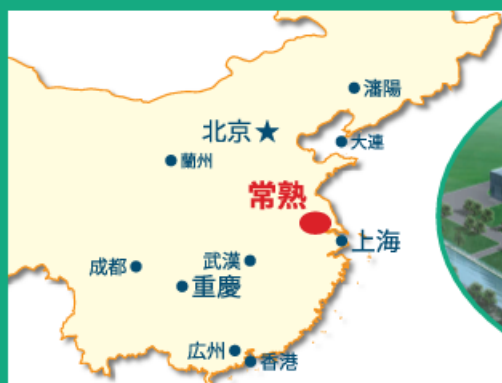 瀋陽
北京
大連
蘭州
常熟
上海
武漢
成都
重慶
広州
香港